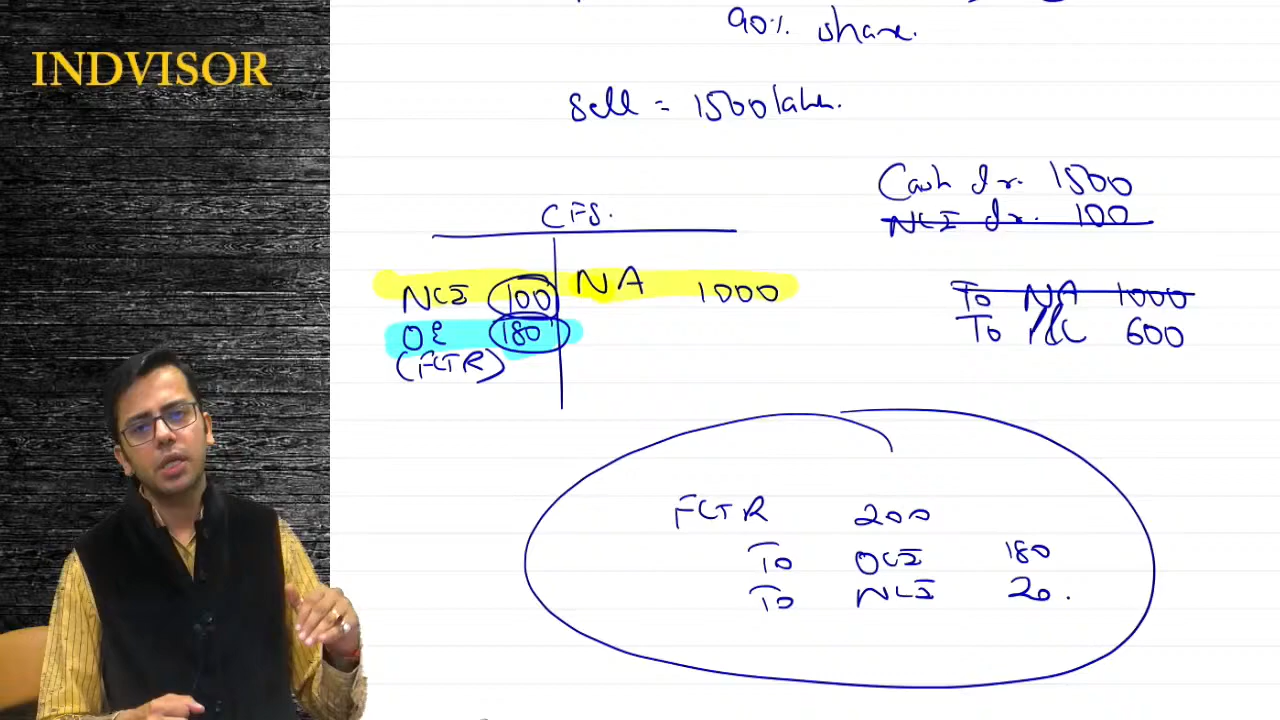 INDVISOR
90% share.
Sell = 1500 lakh.
Cash dr. 1500
NCI dr. 100
CFS.
NCI 100 NA 1000
OE 180
(FCTR)
To NA 1000
To 600
FCTR 200
To OCI 180
To NCI 20.